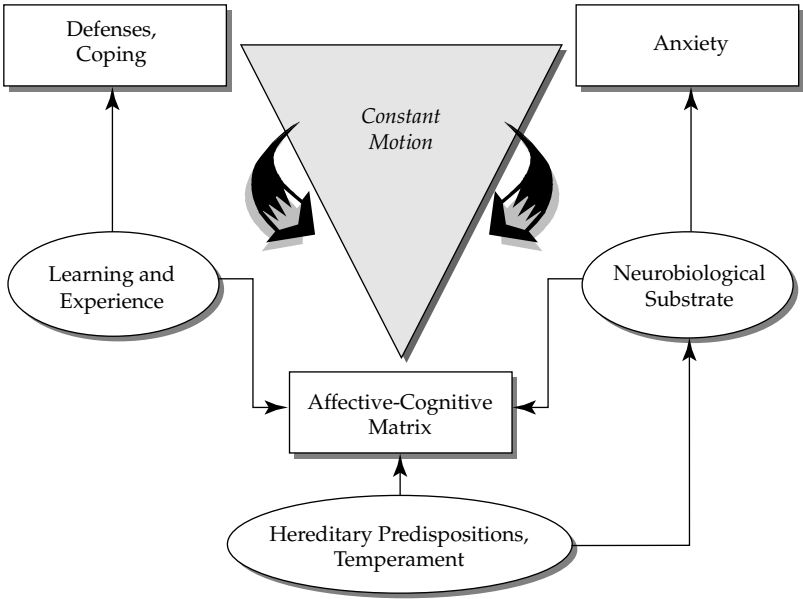 Defenses,
Coping
Constant
Motion
Anxiety
Learning and
Experience
Neurobiological
Substrate
Affective-Cognitive
Matrix
Hereditary Predispositions,
Temperament